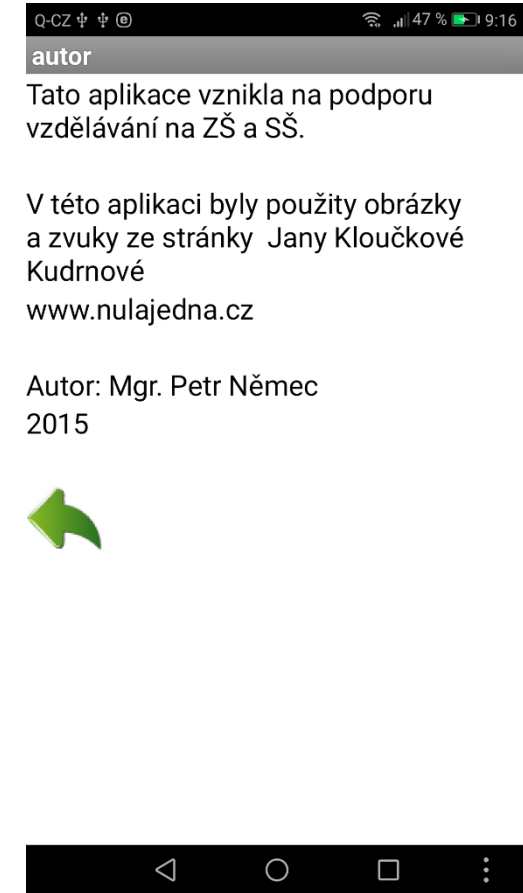 Q-CZ 47 % 9:16
autor
Tato aplikace vznikla na podporu
vzdělávání na ZŠ a SŠ.
V této aplikaci byly použity obrázky
a zvuky ze stránky  Jany Kloučkové
Kudrnové
www.nulajedna.cz
Autor: Mgr. Petr Němec
2015